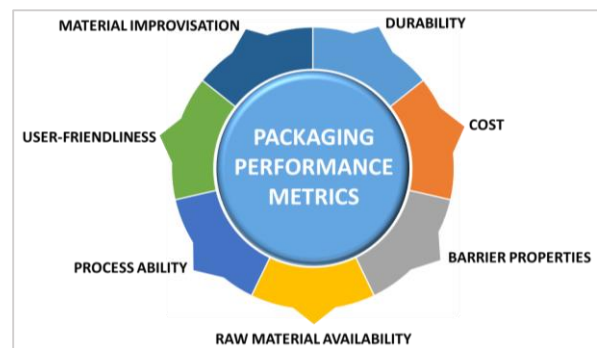 MATERIAL IMPROVISATION
DURABILITY
USER-FRIENDLINESS
PACKAGING
PERFORMANCE
METRICS
COST
PROCESS ABILITY
BARRIER PROPERTIES
RAW MATERIAL AVAILABILITY